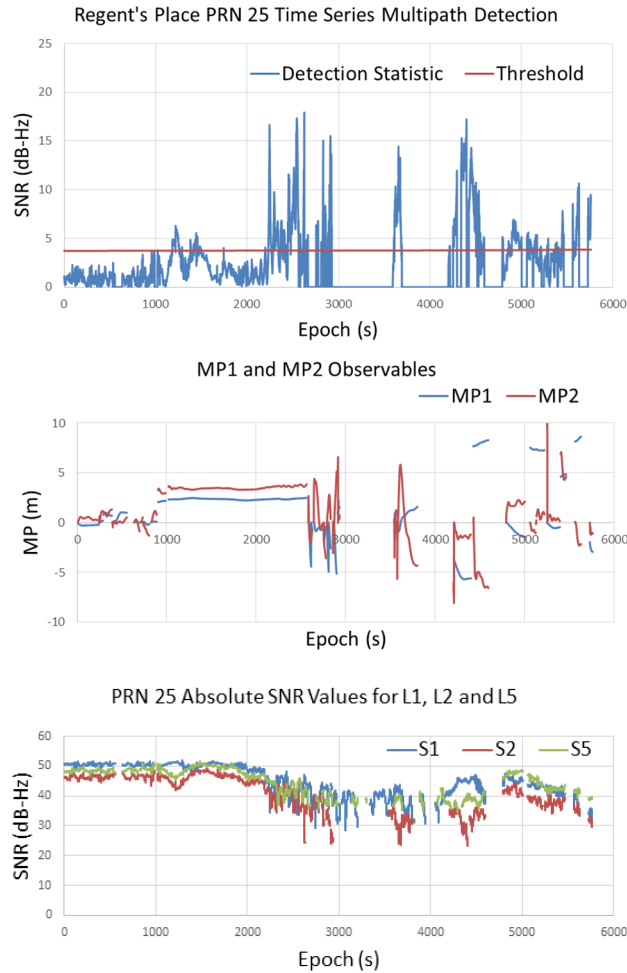 Regent's Place PRN 25 Time Series Multipath Detection
25
20
15
10
5
0
SNR (dB-Hz)
Detection Statistic Threshold
0 1000 2000 3000 4000 5000 6000
Epoch (s)
MP1 and MP2 Observables
MP1 MP2
10
5
0
-5
-10
MP (m)
0 1000 2000 3000 4000 5000 6000
Epoch (s)
PRN 25 Absolute SNR Values for L1, L2 and L5
60
50
40
30
20
10
0
SNR (dB-Hz)
S1 S2 S5
0 1000 2000 3000 4000 5000 6000
Epoch (s)